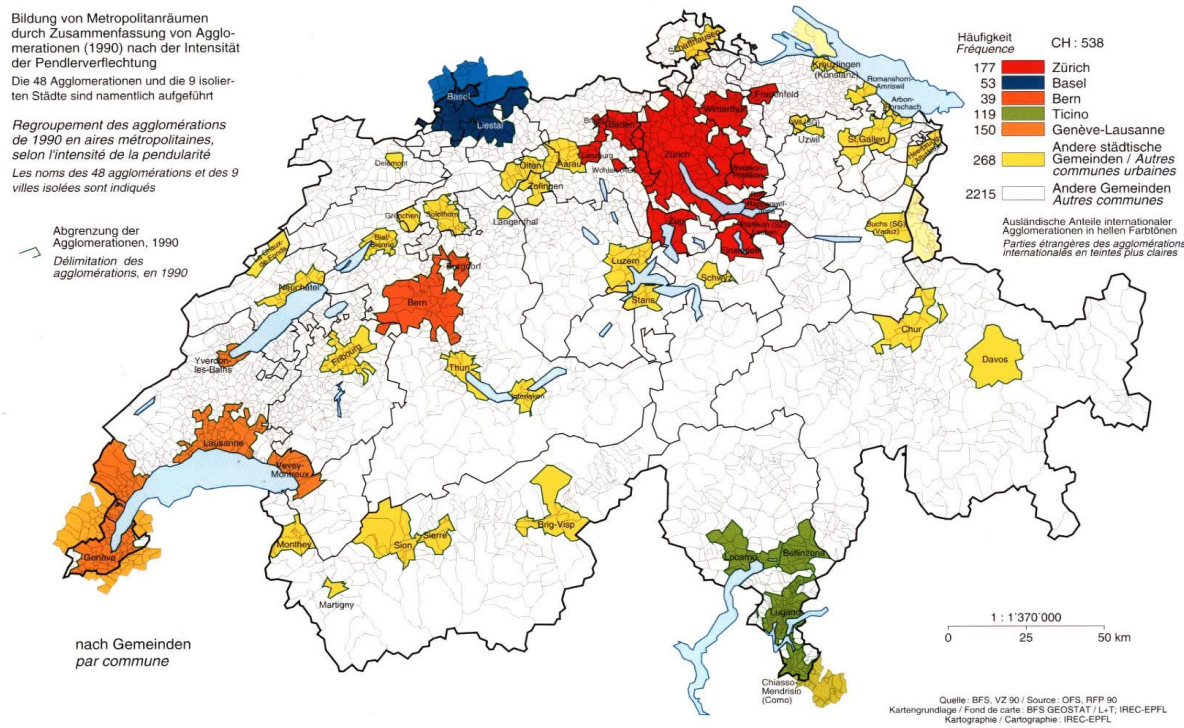 Bildung von Metropolitanräumen
durch Zusammenfassung von Agglo-
merationen (1990) nach der Intensität
der Pendlerverflechtung
Die 48 Agglomerationen und die 9 isolier-
ten Städte sind namentlich aufgeführt
Regroupement des agglomérations
de 1990 en aires métropolitaines,
selon l'intensité de la pendularité
Les noms des 48 agglomérations et des 9
villes isolées sont indiqués
Abgrenzung der
Agglomerationen, 1990
Délimitation des
agglomérations, en 1990
Häufigkeit
Fréquence
CH : 538
177 Zürich
53 Basel
39 Bern
119 Ticino
150 Genève-Lausanne
268 Andere städtische
Gemeinden / Autres
communes urbaines
2215 Andere Gemeinden
Autres communes
Ausländische Anteile internationaler
Agglomerationen in hellen Farbtönen
Parties étrangères des agglomérations
internationales en teintes plus claires
Schaffhausen
Kreuzlingen
(Konstanz)
Romanshorn-
Amriswil
Arbon-
Rorschach
Frauenfeld
Winterthur
Basel
Liestal
Baden
Uzwil
St.Gallen
Delémont
Olten
Aarau
Zürich
Zofingen
Langenthal
Grenchen
Solothurn
Biel/
Bienne
Zug
Einsiedeln
Buchs (SG)
(Vaduz)
Burgdorf
Luzern
Schwyz
Neuchâtel
Bern
Stans
Chur
Davos
Yverdon-
les-Bains
Fribourg
Thun
Interlaken
Lausanne
Vevey-
Montreux
Genève
Monthey
Sion
Sierre
Brig-Visp
Martigny
Locarno
Bellinzona
Lugano
Chiasso-
Mendrisio
(Como)
nach Gemeinden
par commune
1 : 1'370'000
0 25 50 km
Quelle : BFS, VZ 90 / Source : OFS, RFP 90
Kartengrundlage / Fond de carte : BFS GEOSTAT / L+T; IREC-EPFL
Kartographie / Cartographie : IREC-EPFL